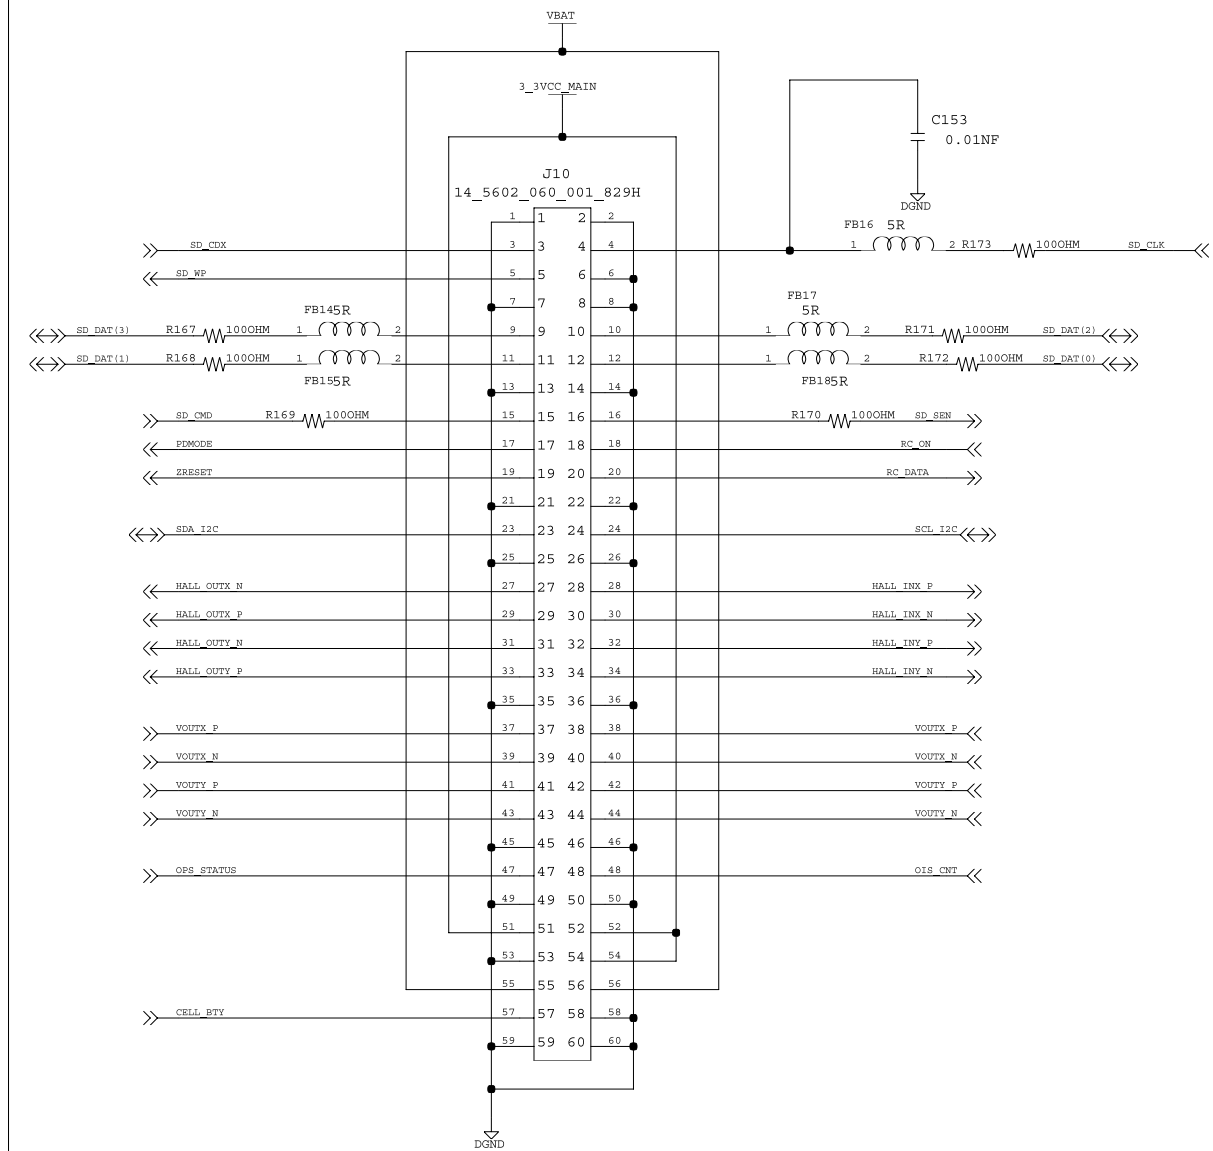 VBAT
3_3VCC_MAIN
C153
0.01NF
DGND
J10
14_5602_060_001_829H
1 1 2 2
FB16 5R
SD_CDX 3 3 4 4 1 2 R173 100OHM SD_CLK
SD_WP 5 5 6 6
7 7 8 8
FB14 5R FB17 5R
SD_DAT(3) R167 100OHM 1 2 9 9 10 10 1 2 R171 100OHM SD_DAT(2)
SD_DAT(1) R168 100OHM 1 2 11 11 12 12 1 2 R172 100OHM SD_DAT(0)
FB15 5R FB18 5R
13 13 14 14
SD_CMD R169 100OHM 15 15 16 16 R170 100OHM SD_SEN
PDMODE 17 17 18 18 RC_ON
ZRESET 19 19 20 20 RC_DATA
21 21 22 22
SDA_I2C 23 23 24 24 SCL_I2C
25 25 26 26
HALL_OUTX_N 27 27 28 28 HALL_INX_P
HALL_OUTX_P 29 29 30 30 HALL_INX_N
HALL_OUTY_N 31 31 32 32 HALL_INY_P
HALL_OUTY_P 33 33 34 34 HALL_INY_N
35 35 36 36
VOUTX_P 37 37 38 38 VOUTX_P
VOUTX_N 39 39 40 40 VOUTX_N
VOUTY_P 41 41 42 42 VOUTY_P
VOUTY_N 43 43 44 44 VOUTY_N
45 45 46 46
OPS_STATUS 47 47 48 48 OIS_CNT
49 49 50 50
51 51 52 52
53 53 54 54
55 55 56 56
CELL_BTY 57 57 58 58
59 59 60 60
DGND